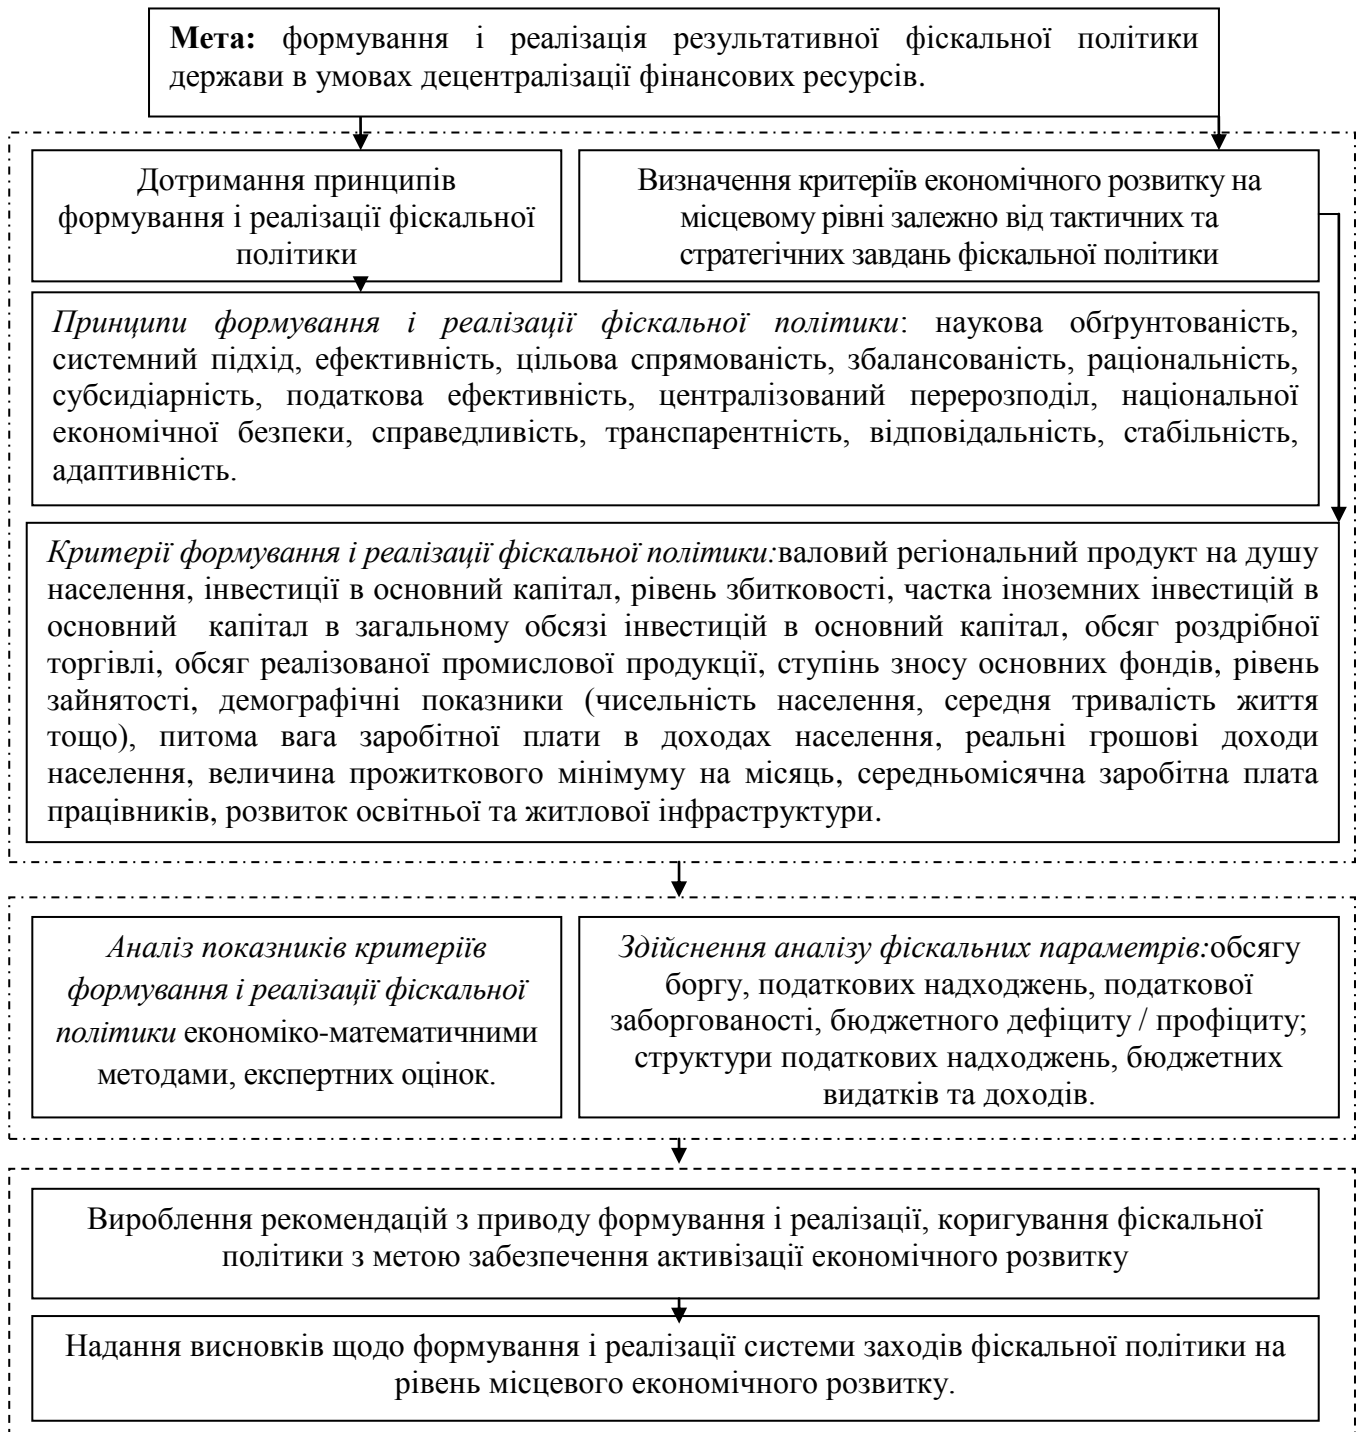 Мета: формування і реалізація результативної фіскальної політики
держави в умовах децентралізації фінансових ресурсів.
Дотримання принципів
формування і реалізації фіскальної
політики
Визначення критеріїв економічного розвитку на
місцевому рівні залежно від тактичних та
стратегічних завдань фіскальної політики
Принципи формування і реалізації фіскальної політики: наукова обґрунтованість,
системний підхід, ефективність, цільова спрямованість, збалансованість, раціональність,
субсидіарність, податкова ефективність, централізований перерозподіл, національної
економічної безпеки, справедливість, транспарентність, відповідальність, стабільність,
адаптивність.
Критерії формування і реалізації фіскальної політики:валовий регіональний продукт на душу
населення, інвестиції в основний капітал, рівень збитковості, частка іноземних інвестицій в
основний капітал в загальному обсязі інвестицій в основний капітал, обсяг роздрібної
торгівлі, обсяг реалізованої промислової продукції, ступінь зносу основних фондів, рівень
зайнятості, демографічні показники (чисельність населення, середня тривалість життя
тощо), питома вага заробітної плати в доходах населення, реальні грошові доходи
населення, величина прожиткового мінімуму на місяць, середньомісячна заробітна плата
працівників, розвиток освітньої та житлової інфраструктури.
Аналіз показників критеріїв
формування і реалізації фіскальної
політики економіко-математичними
методами, експертних оцінок.
Здійснення аналізу фіскальних параметрів:обсягу
боргу, податкових надходжень, податкової
заборгованості, бюджетного дефіциту / профіциту;
структури податкових надходжень, бюджетних
видатків та доходів.
Вироблення рекомендацій з приводу формування і реалізації, коригування фіскальної
політики з метою забезпечення активізації економічного розвитку
Надання висновків щодо формування і реалізації системи заходів фіскальної політики на
рівень місцевого економічного розвитку.